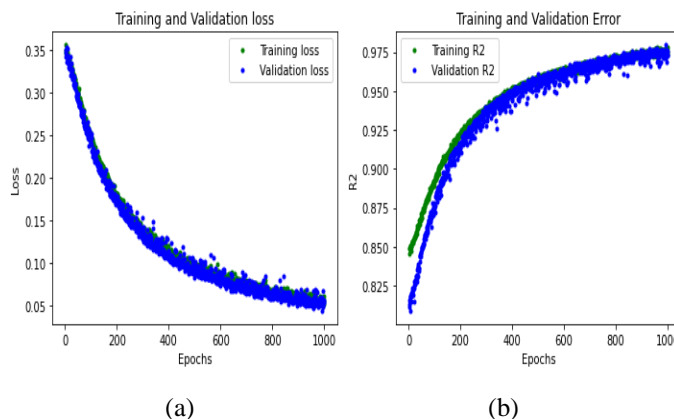 Training and Validation loss
Training loss
Validation loss
0.35
0.30
0.25
0.20
0.15
0.10
0.05
Loss
0 200 400 600 800 1000
Epochs
(a)
Training and Validation Error
Training R2
Validation R2
0.975
0.950
0.925
0.900
0.875
0.850
0.825
R2
0 200 400 600 800 1000
Epochs
(b)